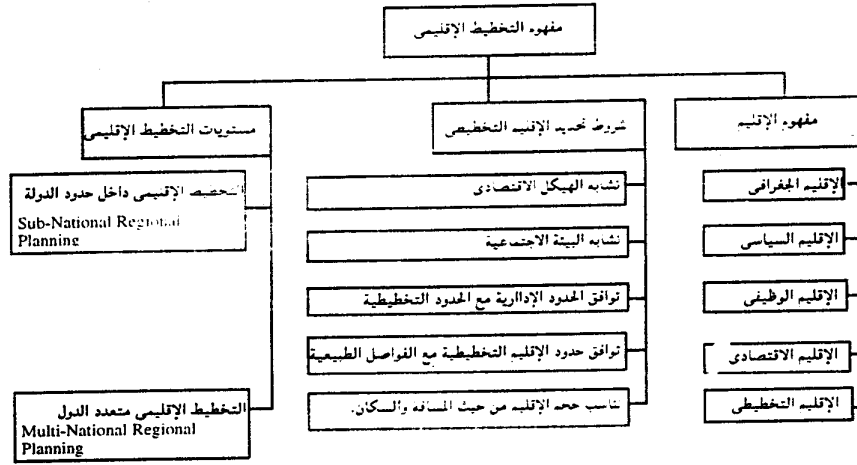 مفهوم التخطيط الإقليمى
مفهوم الإقليم
الإقليم الجغرافى
الإقليم السياسى
الإقليم الوظيفى
الإقليم الاقتصادى
الإقليم التخطيطى
شروط تحديد الإقليم التخطيطى
تشابه الهيكل الاقتصادى
تشابه البيئة الاجتماعية
توافق الحدود الإداارية مع الحدود التخطيطية
توافق حدود الإقليم التخطيطية مع الفواصل الطبيعية
تناسب حجم الإقليم من حيث المسافة والسكان.
مستويات التخطيط الإقليمى
التخطيط الإقليمى داخل حدود الدولة
Sub-National Regional
Planning
التخطيط الإقليمى متعدد الدول
Multi-National Regional
Planning